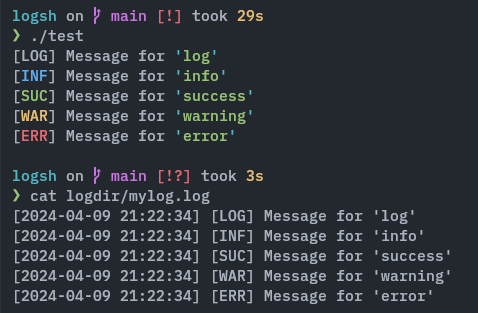 logsh on  main [!] took 29s
❯ ./test
[LOG] Message for 'log'
[INF] Message for 'info'
[SUC] Message for 'success'
[WAR] Message for 'warning'
[ERR] Message for 'error'
logsh on  main [!?] took 3s
❯ cat logdir/mylog.log
[2024-04-09 21:22:34] [LOG] Message for 'log'
[2024-04-09 21:22:34] [INF] Message for 'info'
[2024-04-09 21:22:34] [SUC] Message for 'success'
[2024-04-09 21:22:34] [WAR] Message for 'warning'
[2024-04-09 21:22:34] [ERR] Message for 'error'